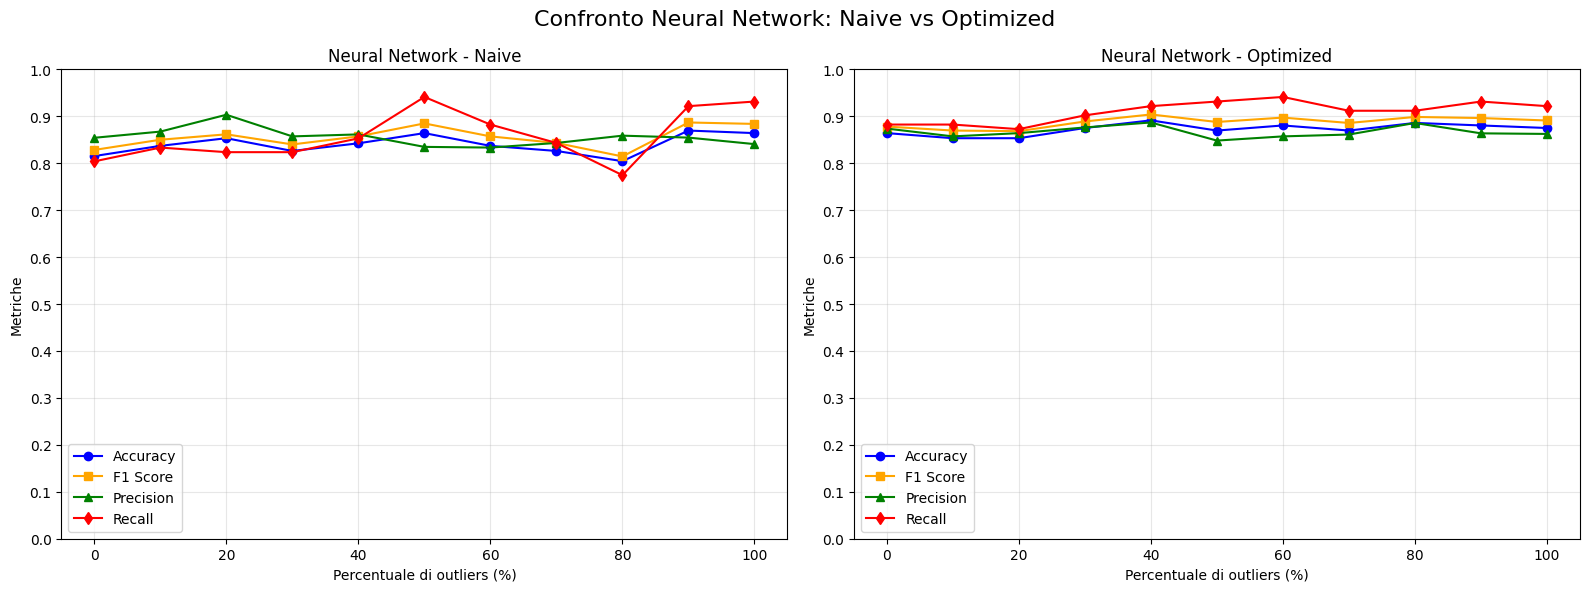 Confronto Neural Network: Naive vs Optimized
Neural Network - Naive
Metriche
1.0
0.9
0.8
0.7
0.6
0.5
0.4
0.3
0.2
0.1
0.0
Accuracy
F1 Score
Precision
Recall
0 20 40 60 80 100
Percentuale di outliers (%)
Neural Network - Optimized
Metriche
1.0
0.9
0.8
0.7
0.6
0.5
0.4
0.3
0.2
0.1
0.0
Accuracy
F1 Score
Precision
Recall
0 20 40 60 80 100
Percentuale di outliers (%)